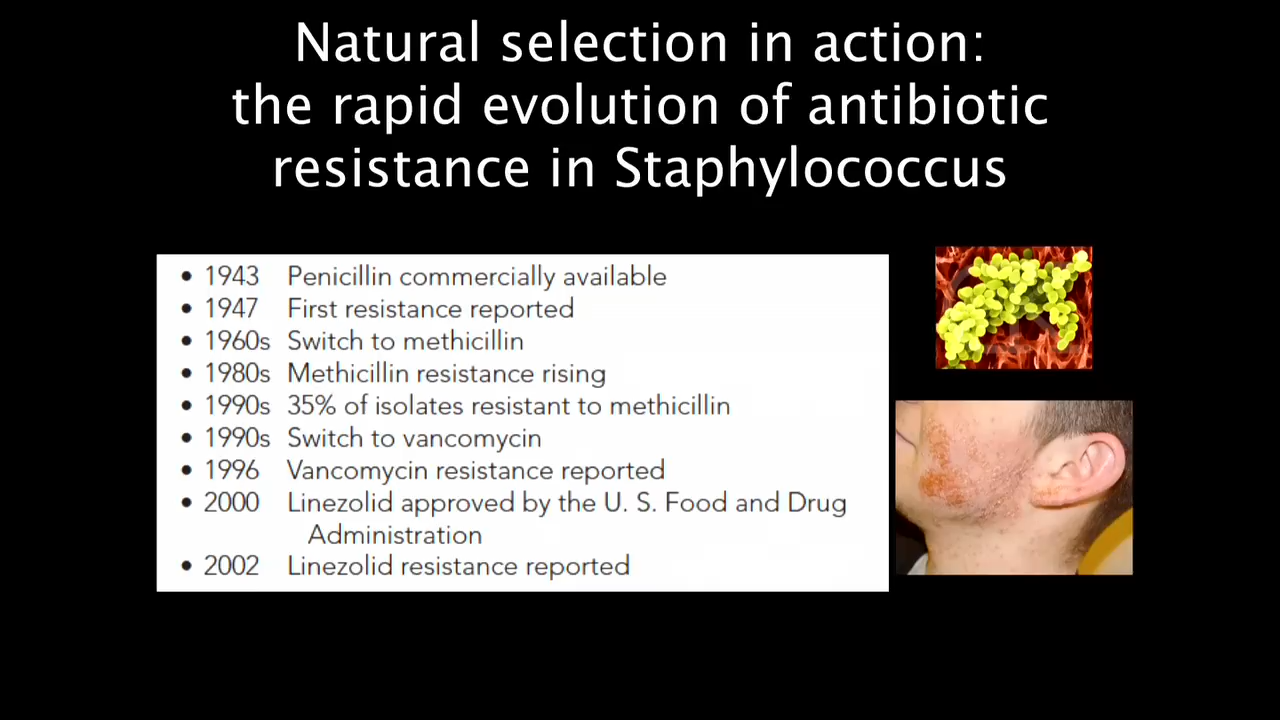 Natural selection in action:
the rapid evolution of antibiotic
resistance in Staphylococcus
• 1943 Penicillin commercially available
• 1947 First resistance reported
• 1960s Switch to methicillin
• 1980s Methicillin resistance rising
• 1990s 35% of isolates resistant to methicillin
• 1990s Switch to vancomycin
• 1996 Vancomycin resistance reported
• 2000 Linezolid approved by the U. S. Food and Drug
Administration
• 2002 Linezolid resistance reported